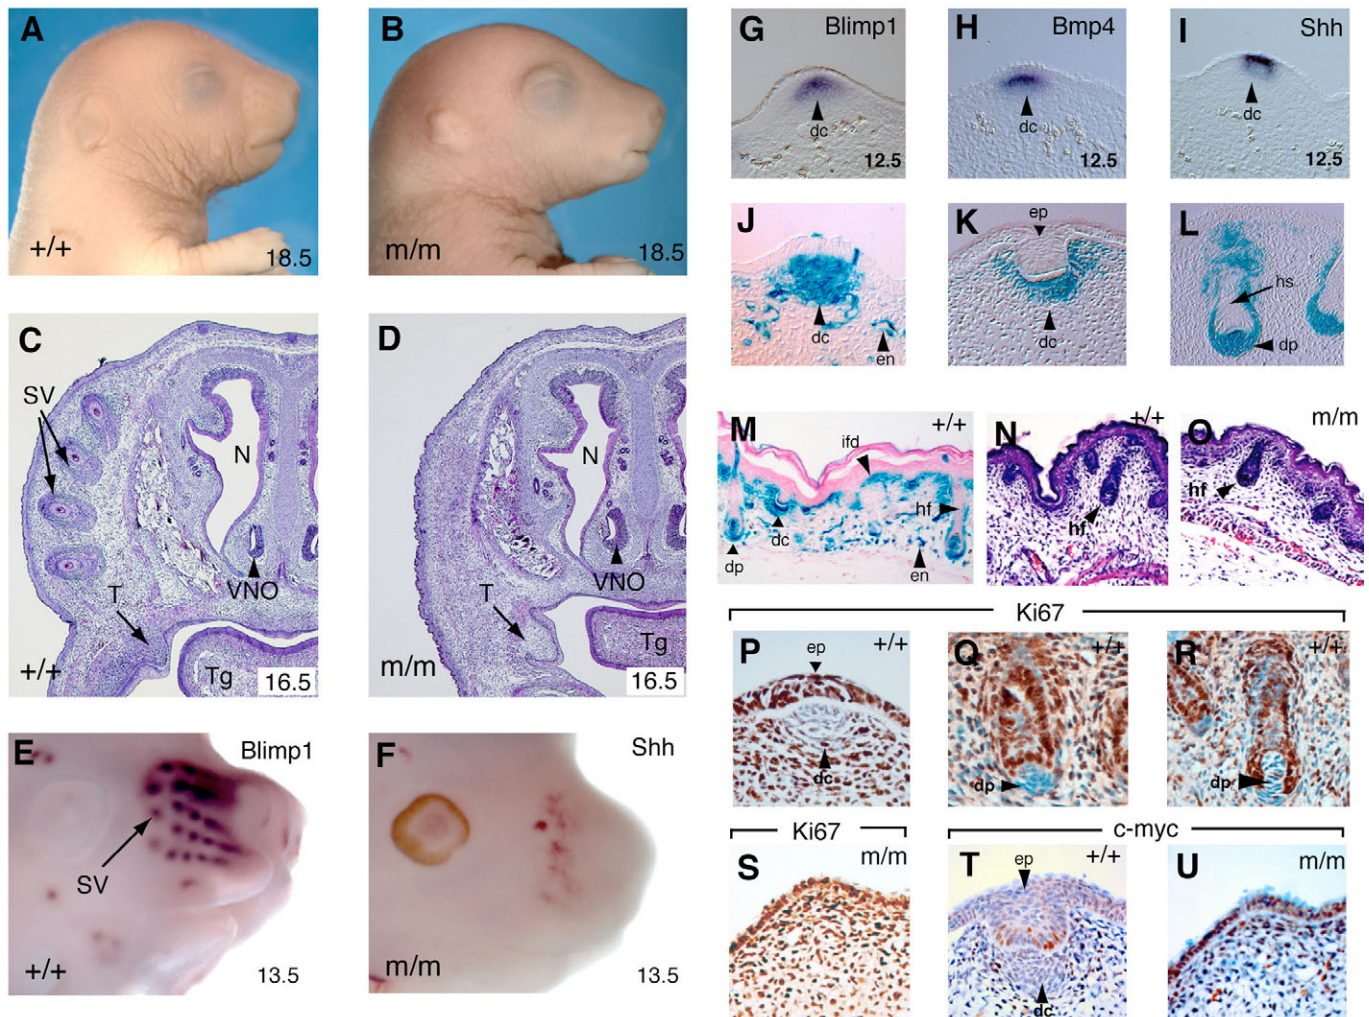 A
+/+
18.5
B
m/m
18.5
C
SV
N
VNO
T
Tg
+/+
16.5
D
N
VNO
T
Tg
m/m
16.5
E
Blimp1
SV
+/+
13.5
F
Shh
m/m
13.5
G
Blimp1
dc
12.5
H
Bmp4
dc
12.5
I
Shh
dc
12.5
J
dc
en
K
ep
dc
L
hs
dp
M
+/+
ifd
hf
dc
dp
en
N
+/+
hf
O
m/m
hf
Ki67
P
ep
+/+
dc
Q
+/+
dp
R
+/+
dp
Ki67
S
m/m
c-myc
T
ep
+/+
dc
U
m/m